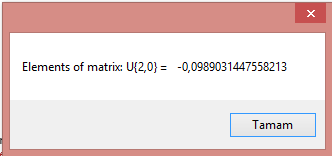 Elements of matrix: U{2,0} = -0,0989031447558213
Tamam